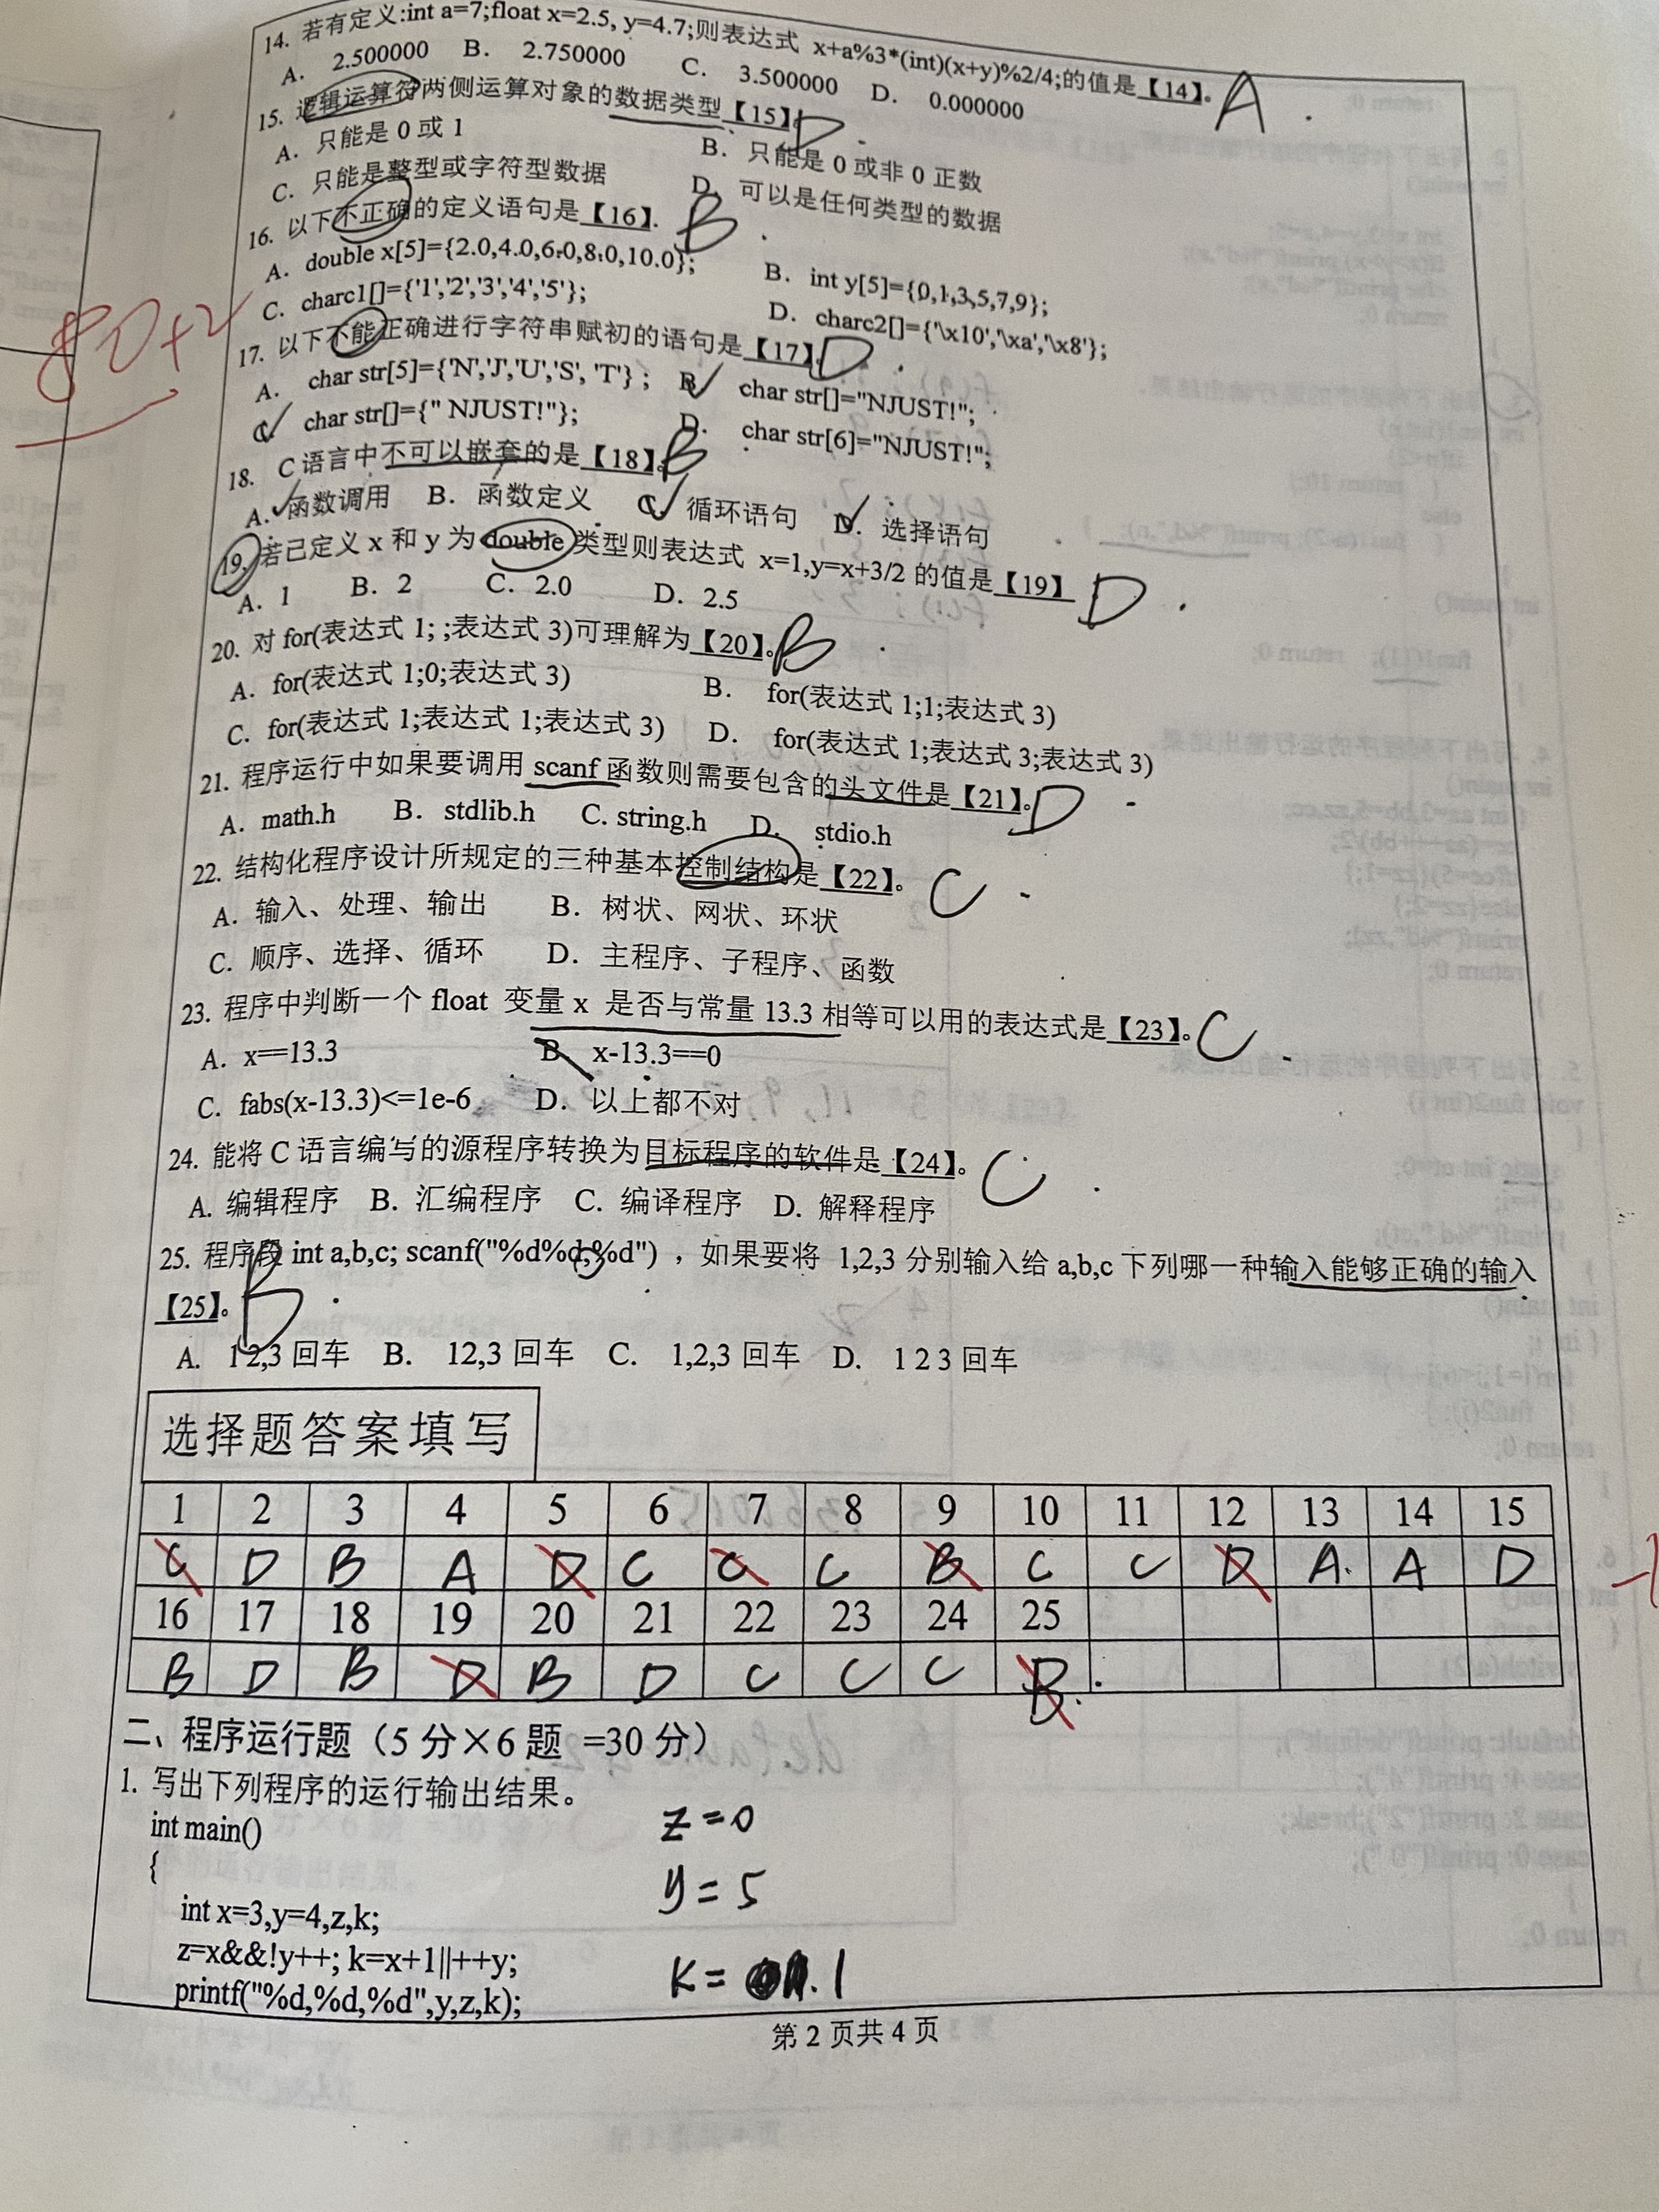 14. 若有定义:int a=7;float x=2.5, y=4.7;则表达式 x+a%3*(int)(x+y)%2/4;的值是【14】。 A
A. 2.500000 B. 2.750000 C. 3.500000 D. 0.000000
15. 逻辑运算符两侧运算对象的数据类型【15】 D
A. 只能是 0 或 1 B. 只能是 0 或非 0 正数
C. 只能是整型或字符型数据 D. 可以是任何类型的数据
16. 以下不正确的定义语句是【16】. B
A. double x[5]={2.0,4.0,6.0,8.0,10.0}; B. int y[5]={0,1,3,5,7,9};
C. charc1[]={'1','2','3','4','5'}; D. charc2[]={'\x10','\xa','\x8'};
17. 以下不能正确进行字符串赋初的语句是【17】 D
A. char str[5]={'N','J','U','S', 'T'} ; B. char str[]="NJUST!";
C. char str[]={" NJUST!"}; D. char str[6]="NJUST!";
18. C 语言中不可以嵌套的是【18】。 B
A. 函数调用 B. 函数定义 C. 循环语句 D. 选择语句
19. 若已定义 x 和 y 为 double 类型则表达式 x=1,y=x+3/2 的值是【19】 D
A. 1 B. 2 C. 2.0 D. 2.5
20. 对 for(表达式 1; ;表达式 3)可理解为【20】。 B
A. for(表达式 1;0;表达式 3) B. for(表达式 1;1;表达式 3)
C. for(表达式 1;表达式 1;表达式 3) D. for(表达式 1;表达式 3;表达式 3)
21. 程序运行中如果要调用 scanf 函数则需要包含的头文件是【21】。 D
A. math.h B. stdlib.h C. string.h D. stdio.h
22. 结构化程序设计所规定的三种基本控制结构是【22】。 C
A. 输入、处理、输出 B. 树状、网状、环状
C. 顺序、选择、循环 D. 主程序、子程序、函数
23. 程序中判断一个 float 变量 x 是否与常量 13.3 相等可以用的表达式是【23】。 C
A. x==13.3 B. x-13.3==0
C. fabs(x-13.3)<=1e-6 D. 以上都不对
24. 能将 C 语言编写的源程序转换为目标程序的软件是【24】。 C
A. 编辑程序 B. 汇编程序 C. 编译程序 D. 解释程序
25. 程序段 int a,b,c; scanf("%d%d,%d") ，如果要将 1,2,3 分别输入给 a,b,c 下列哪一种输入能够正确的输入
【25】。 B
A. 1 2,3 回车 B. 12,3 回车 C. 1,2,3 回车 D. 1 2 3 回车
80+2
选择题答案填写
1 2 3 4 5 6 7 8 9 10 11 12 13 14 15
C D B A D C C C B C C D A. A D
16 17 18 19 20 21 22 23 24 25
B D B D B D C C C B.
二、程序运行题（5 分×6 题 =30 分）
1. 写出下列程序的运行输出结果。
int main()
{
int x=3,y=4,z,k;
z=x&&!y++; k=x+1||++y;
printf("%d,%d,%d",y,z,k);
z=0
y=5
k= 1
第 2 页共 4 页